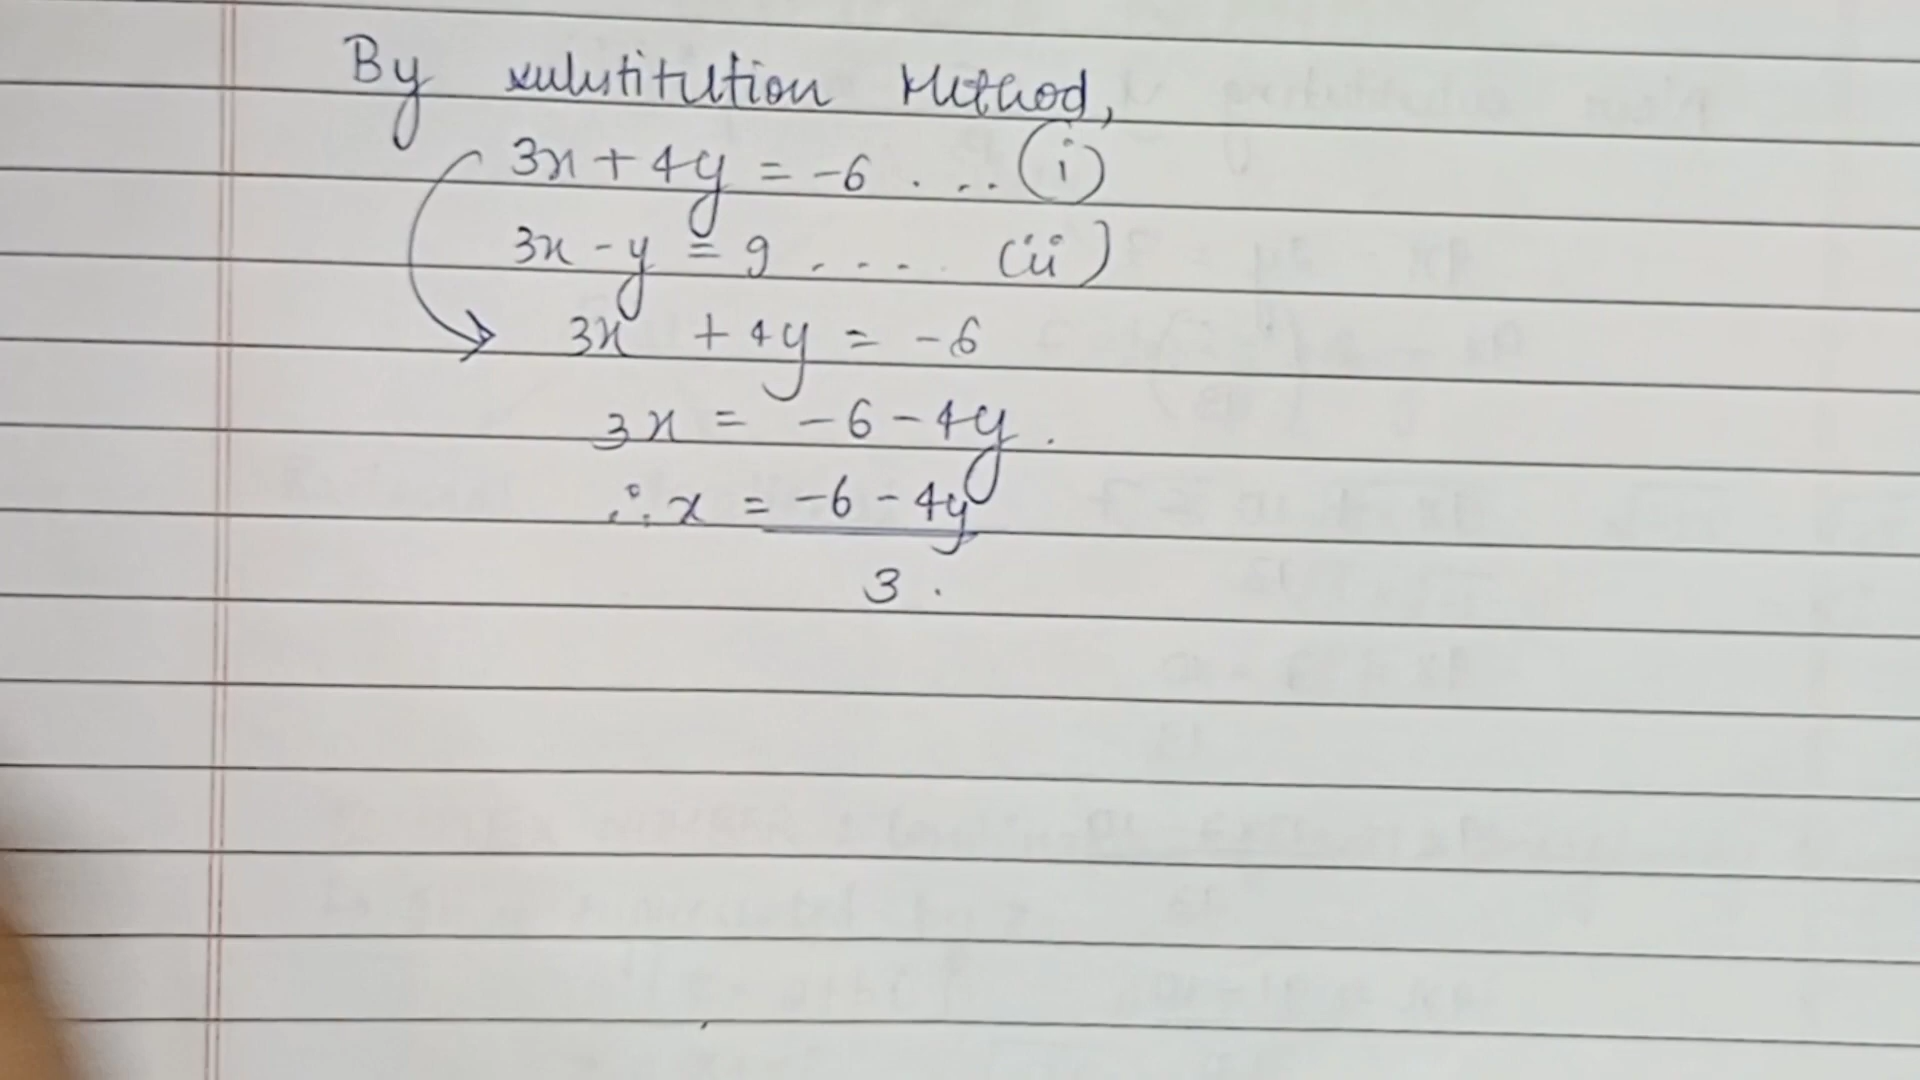 By substitution Method,
3x + 4y = -6 . . . (i)
3x - y = 9 . . . . (ii)
3x + 4y = -6
3x = -6 - 4y .
∴ x = -6 - 4y
3 .